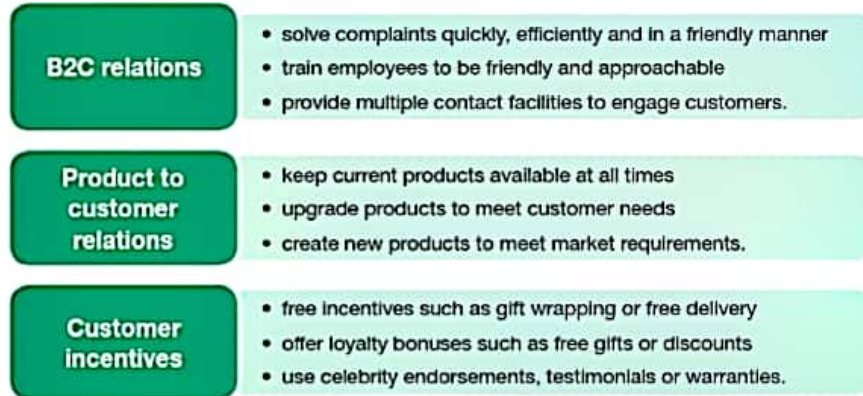 B2C relations
• solve complaints quickly, efficiently and in a friendly manner
• train employees to be friendly and approachable
• provide multiple contact facilities to engage customers.
Product to
customer
relations
• keep current products available at all times
• upgrade products to meet customer needs
• create new products to meet market requirements.
Customer
incentives
• free incentives such as gift wrapping or free delivery
• offer loyalty bonuses such as free gifts or discounts
• use celebrity endorsements, testimonials or warranties.